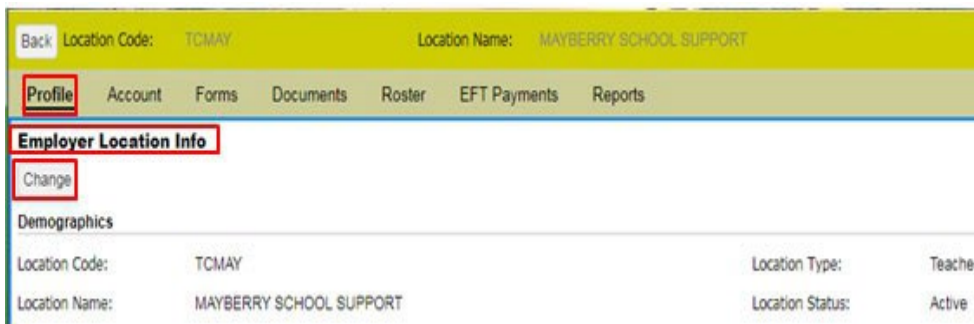 Back Location Code: TCMAY Location Name: MAYBERRY SCHOOL SUPPORT
Profile Account Forms Documents Roster EFT Payments Reports
Employer Location Info
Change
Demographics
Location Code: TCMAY Location Type: Teache
Location Name: MAYBERRY SCHOOL SUPPORT Location Status: Active